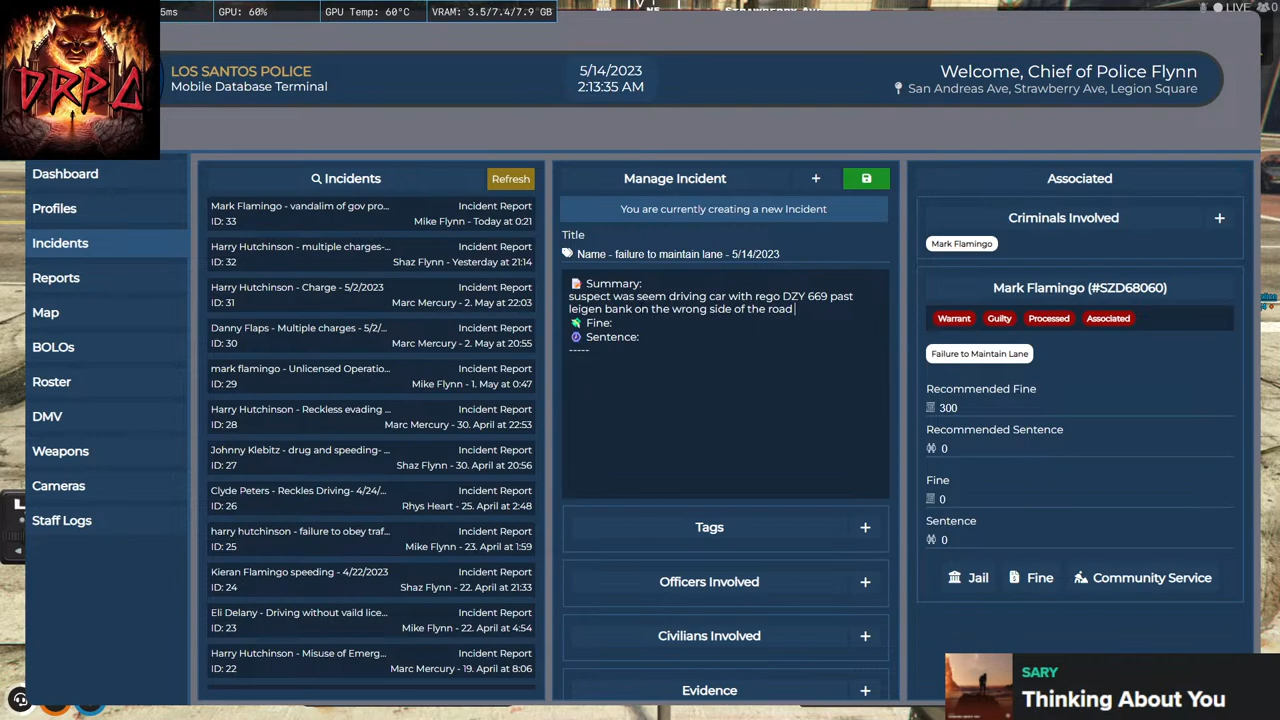 5ms GPU: 60% GPU Temp: 60°C VRAM: 3.5/7.4/7.9 GB
LIVE
DRPC
LOS SANTOS POLICE
Mobile Database Terminal
5/14/2023
2:13:35 AM
Welcome, Chief of Police Flynn
San Andreas Ave, Strawberry Ave, Legion Square
Dashboard
Profiles
Incidents
Reports
Map
BOLOs
Roster
DMV
Weapons
Cameras
Staff Logs
Incidents
Refresh
Mark Flamingo - vandalim of gov pro... Incident Report
ID: 33 Mike Flynn - Today at 0:21
Harry Hutchinson - multiple charges-... Incident Report
ID: 32 Shaz Flynn - Yesterday at 21:14
Harry Hutchinson - Charge - 5/2/2023 Incident Report
ID: 31 Marc Mercury - 2. May at 22:03
Danny Flaps - Multiple charges - 5/2/... Incident Report
ID: 30 Marc Mercury - 2. May at 20:55
mark flamingo - Unlicensed Operatio... Incident Report
ID: 29 Mike Flynn - 1. May at 0:47
Harry Hutchinson - Reckless evading ... Incident Report
ID: 28 Marc Mercury - 30. April at 22:53
Johnny Klebitz - drug and speeding- ... Incident Report
ID: 27 Shaz Flynn - 30. April at 20:56
Clyde Peters - Reckles Driving- 4/24/... Incident Report
ID: 26 Rhys Heart - 25. April at 2:48
harry hutchinson - failure to obey traf... Incident Report
ID: 25 Mike Flynn - 23. April at 1:59
Kieran Flamingo speeding - 4/22/2023 Incident Report
ID: 24 Shaz Flynn - 22. April at 21:33
Eli Delany - Driving without vaild lice... Incident Report
ID: 23 Mike Flynn - 22. April at 4:54
Harry Hutchinson - Misuse of Emerg... Incident Report
ID: 22 Marc Mercury - 19. April at 8:06
Manage Incident
You are currently creating a new Incident
Title
Name - failure to maintain lane - 5/14/2023
Summary:
suspect was seem driving car with rego DZY 669 past
leigen bank on the wrong side of the road
Fine:
Sentence:
-----
Tags
Officers Involved
Civilians Involved
Evidence
Associated
Criminals Involved
Mark Flamingo
Mark Flamingo (#SZD68060)
Warrant Guilty Processed Associated
Failure to Maintain Lane
Recommended Fine
300
Recommended Sentence
0
Fine
0
Sentence
0
Jail Fine Community Service
SARY
Thinking About You